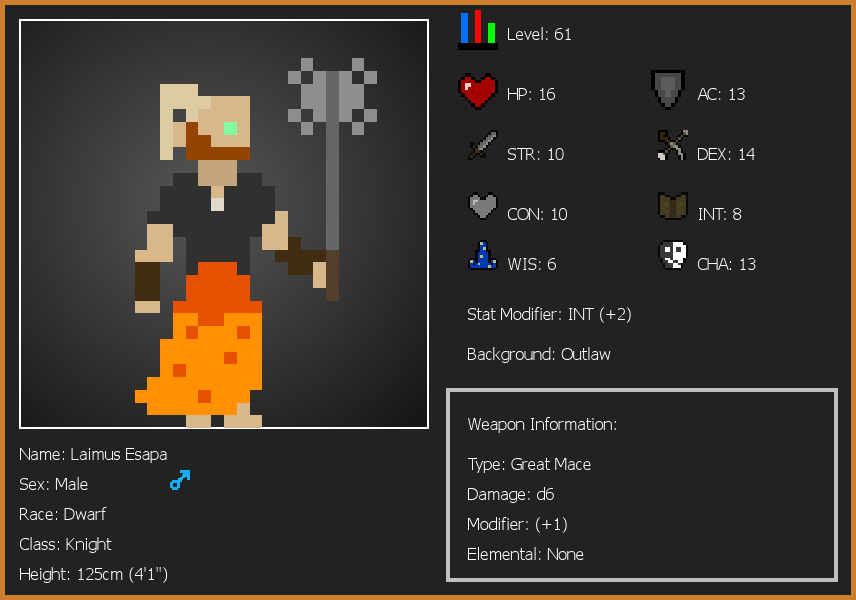 Level: 61
HP: 16
AC: 13
STR: 10
DEX: 14
CON: 10
INT: 8
WIS: 6
CHA: 13
Stat Modifier: INT (+2)
Background: Outlaw
Weapon Information:
Type: Great Mace
Damage: d6
Modifier: (+1)
Elemental: None
Name: Laimus Esapa
Sex: Male
Race: Dwarf
Class: Knight
Height: 125cm (4'1")